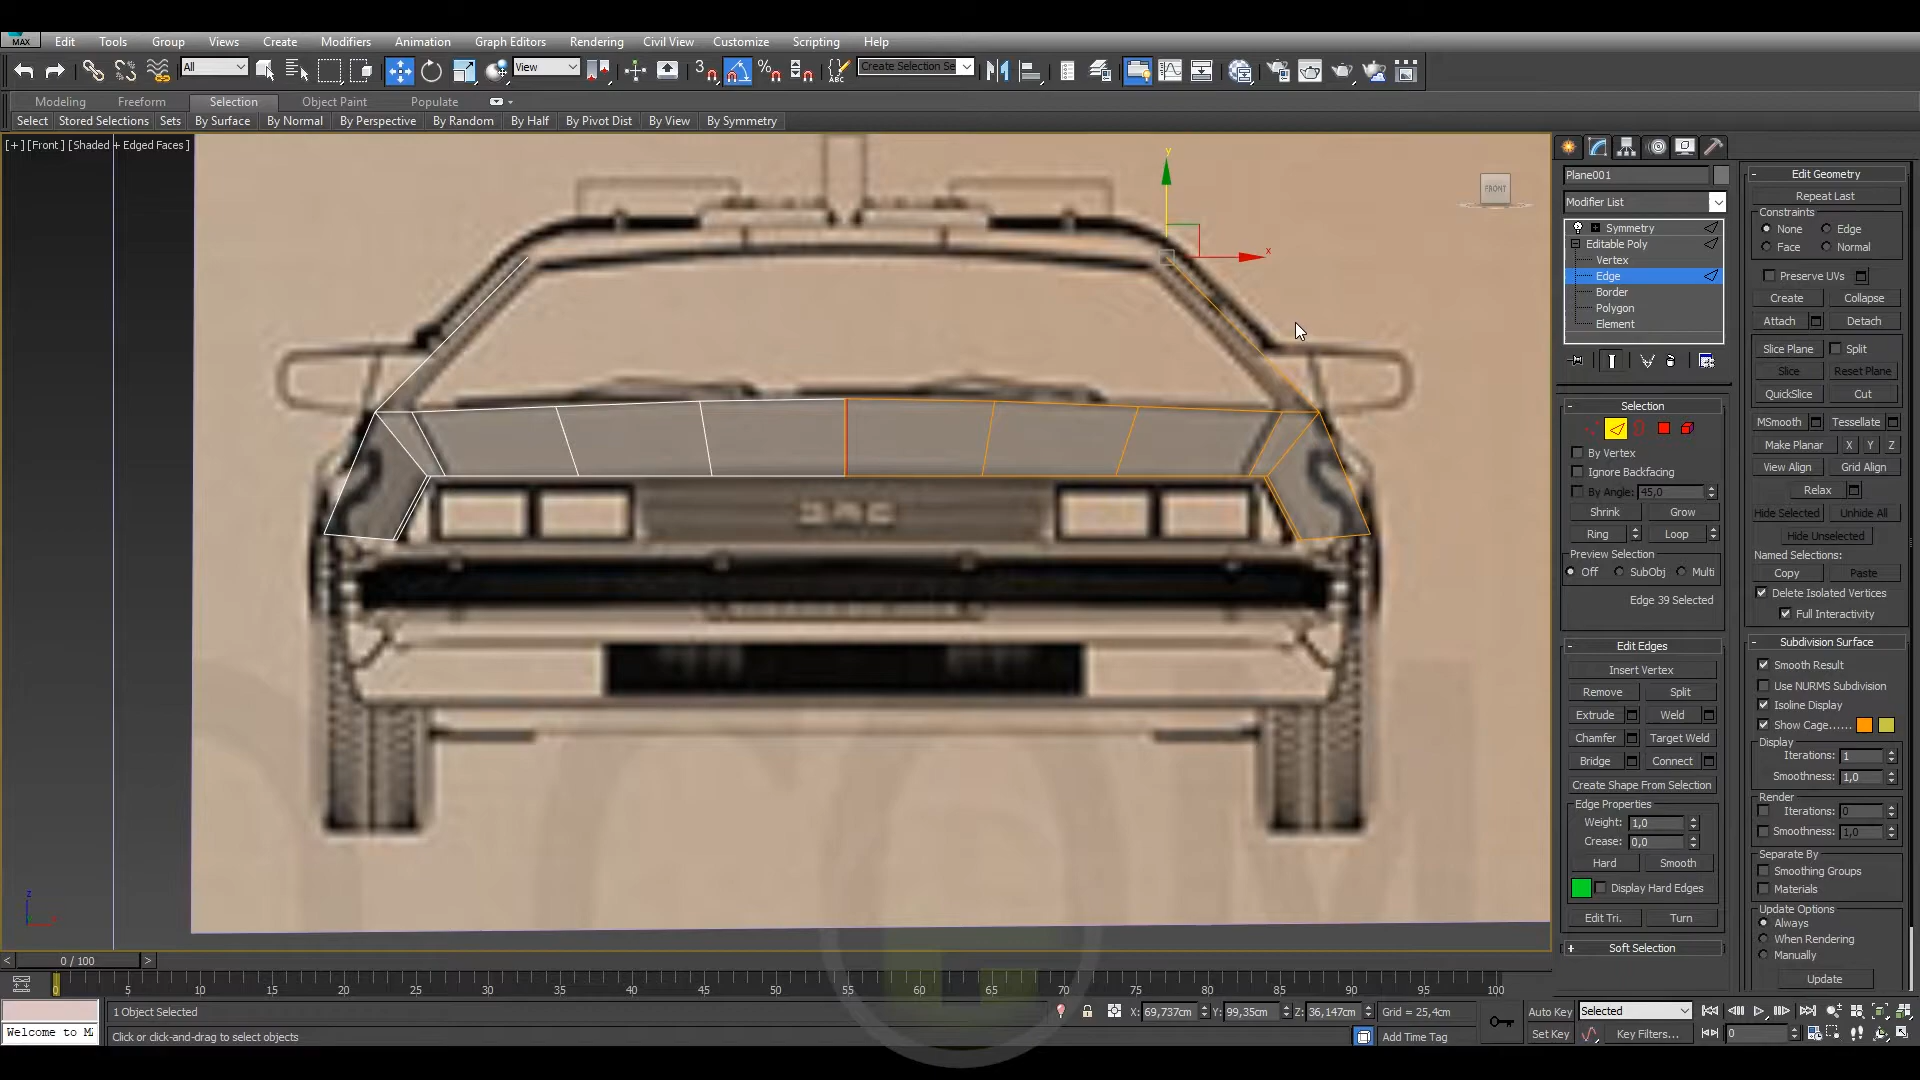 MAX
Edit Tools Group Views Create Modifiers Animation Graph Editors Rendering Civil View Customize Scripting Help
All View 3 Create Selection Se
Modeling Freeform Selection Object Paint Populate
Select Stored Selections Sets By Surface By Normal By Perspective By Random By Half By Pivot Dist By View By Symmetry
[+] [Front] [Shaded + Edged Faces]
y
x
FRONT
z
Plane001
Modifier List
Symmetry
Editable Poly
Vertex
Edge
Border
Polygon
Element
Selection
By Vertex
Ignore Backfacing
By Angle: 45,0
Shrink Grow
Ring Loop
Preview Selection
Off SubObj Multi
Edge 39 Selected
Edit Edges
Insert Vertex
Remove Split
Extrude Weld
Chamfer Target Weld
Bridge Connect
Create Shape From Selection
Edge Properties
Weight: 1,0
Crease: 0,0
Hard Smooth
Display Hard Edges
Edit Tri. Turn
Soft Selection
Edit Geometry
Repeat Last
Constraints
None Edge
Face Normal
Preserve UVs
Create Collapse
Attach Detach
Slice Plane Split
Slice Reset Plane
QuickSlice Cut
MSmooth Tessellate
Make Planar X Y Z
View Align Grid Align
Relax
Hide Selected Unhide All
Hide Unselected
Named Selections:
Copy Paste
Delete Isolated Vertices
Full Interactivity
Subdivision Surface
Smooth Result
Use NURMS Subdivision
Isoline Display
Show Cage......
Display
Iterations: 1
Smoothness: 1,0
Render
Iterations: 0
Smoothness: 1,0
Separate By
Smoothing Groups
Materials
Update Options
Always
When Rendering
Manually
Update
< 0 / 100 >
0 5 10 15 20 25 30 35 40 45 50 55 60 65 70 75 80 85 90 95 100
1 Object Selected X: 69,737cm Y: 99,35cm Z: 36,147cm Grid = 25,4cm Auto Key Selected
Welcome to M Click or click-and-drag to select objects Add Time Tag Set Key Key Filters... 0